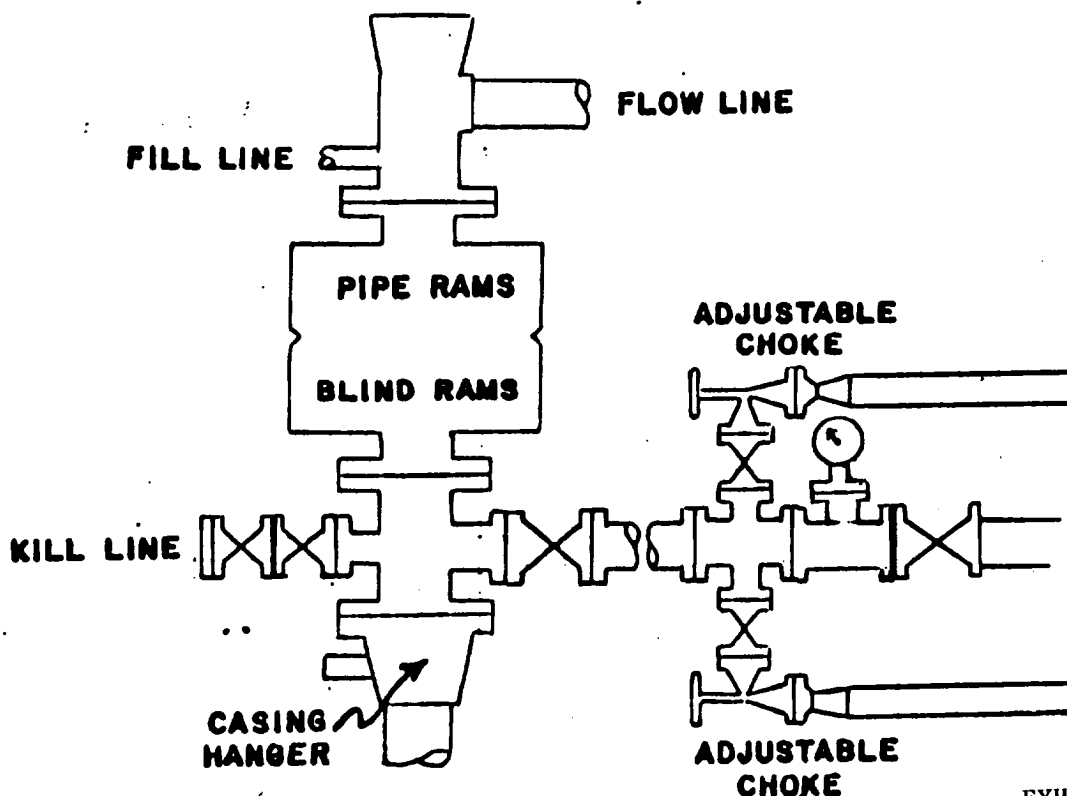 FLOW LINE
FILL LINE
PIPE RAMS
ADJUSTABLE
CHOKE
BLIND RAMS
KILL LINE
CASING
HANGER
ADJUSTABLE
CHOKE